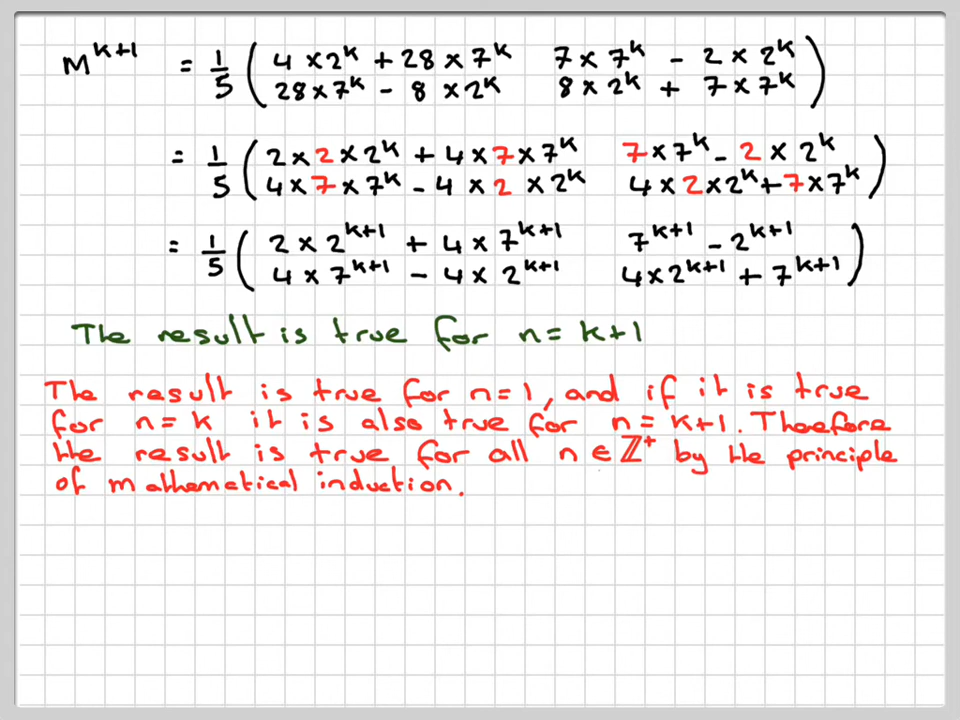 M^{k+1} = 1/5 ( 4 × 2^k + 28 × 7^k    7 × 7^k - 2 × 2^k
28 × 7^k - 8 × 2^k    8 × 2^k + 7 × 7^k )
= 1/5 ( 2 × 2 × 2^k + 4 × 7 × 7^k    7 × 7^k - 2 × 2^k
4 × 7 × 7^k - 4 × 2 × 2^k    4 × 2 × 2^k + 7 × 7^k )
= 1/5 ( 2 × 2^{k+1} + 4 × 7^{k+1}    7^{k+1} - 2^{k+1}
4 × 7^{k+1} - 4 × 2^{k+1}    4 × 2^{k+1} + 7^{k+1} )
The result is true for n = k+1
The result is true for n=1, and if it is true
for n = k it is also true for n = k+1. Therefore
the result is true for all n ∈ ℤ⁺ by the principle
of mathematical induction.